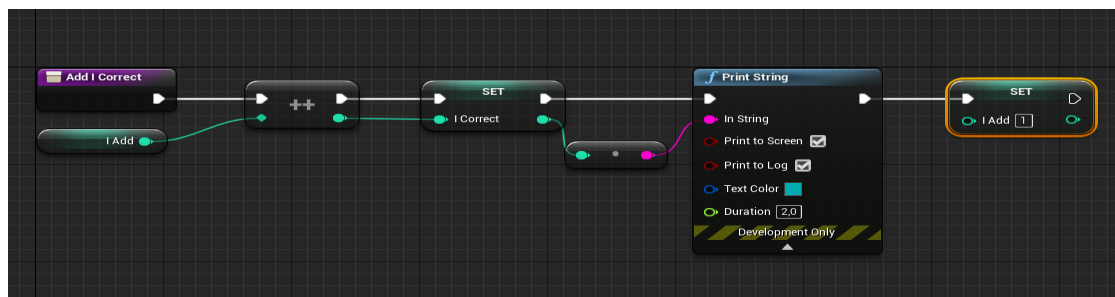 Add I Correct
I Add
++
SET
I Correct
Print String
In String
Print to Screen
Print to Log
Text Color
Duration 2,0
Development Only
SET
I Add 1